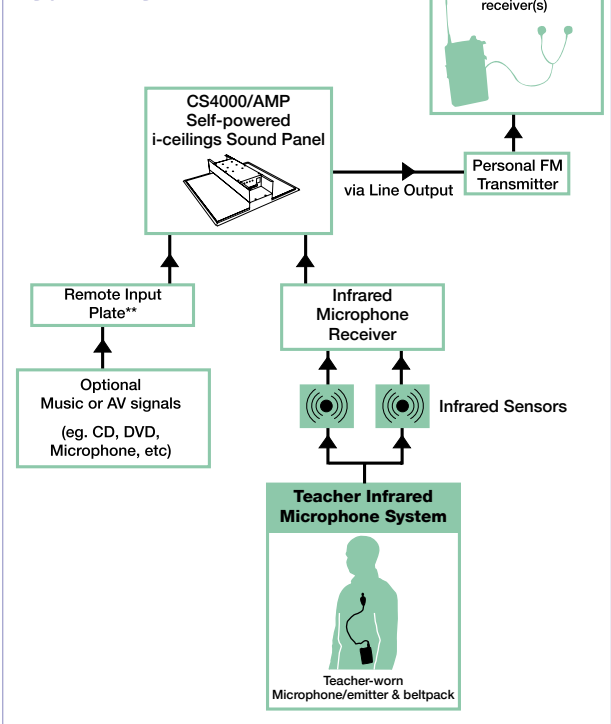 receiver(s)
CS4000/AMP
Self-powered
i-ceilings Sound Panel
via Line Output
Personal FM
Transmitter
Remote Input
Plate**
Infrared
Microphone
Receiver
Optional
Music or AV signals
(eg. CD, DVD,
Microphone, etc)
Infrared Sensors
Teacher Infrared
Microphone System
Teacher-worn
Microphone/emitter & beltpack